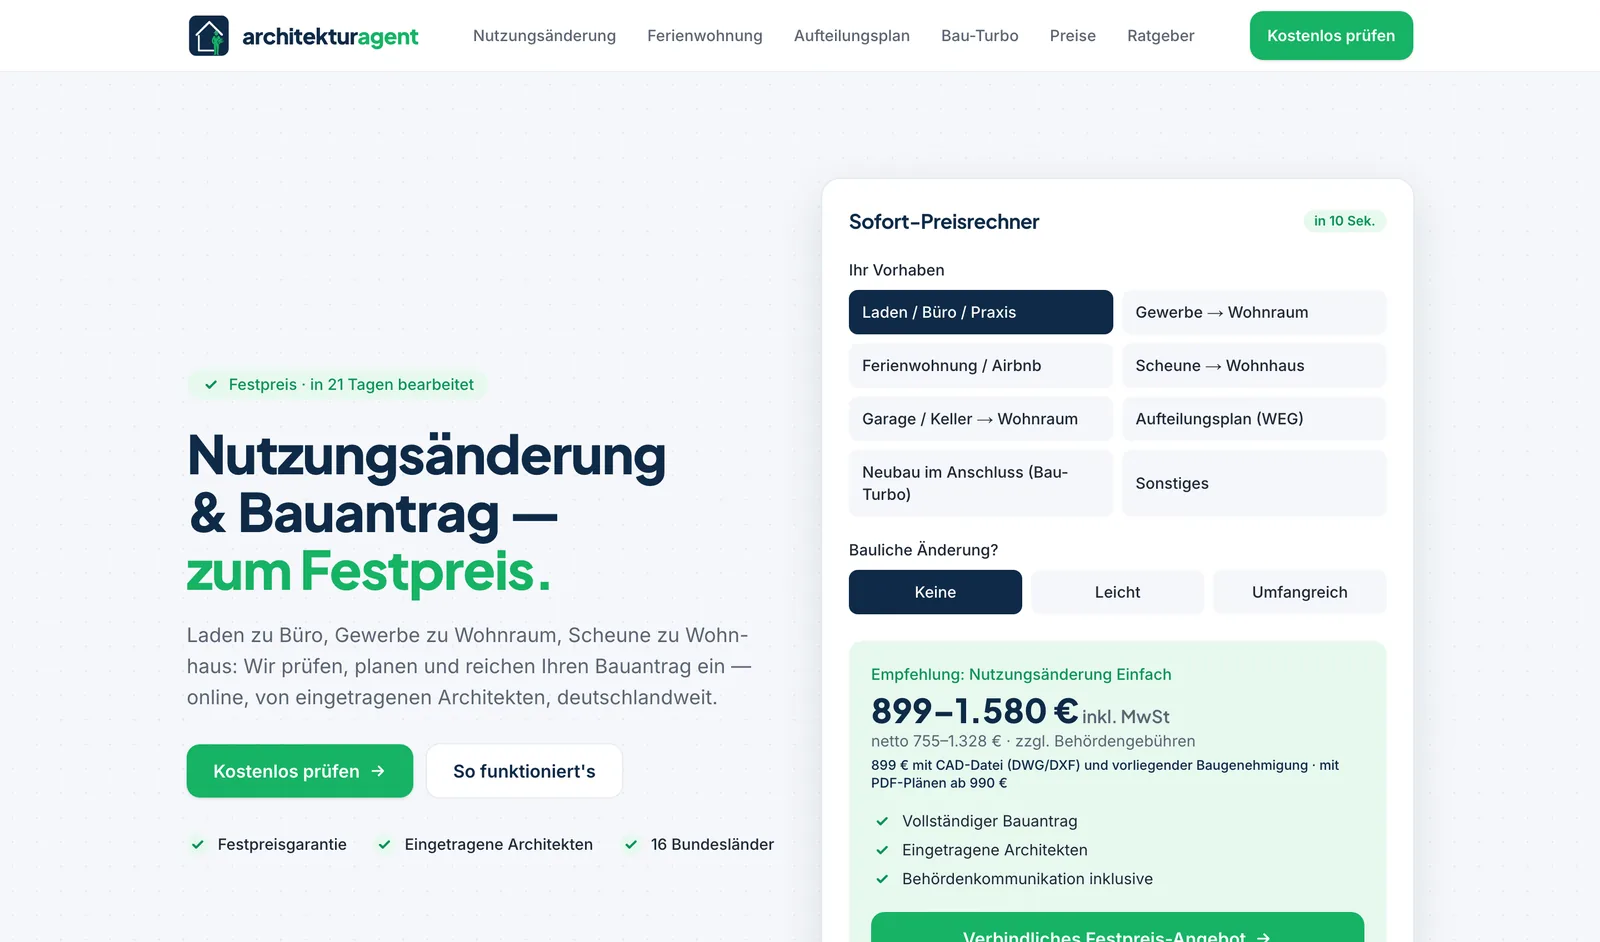 architekturagent
Nutzungsänderung
Ferienwohnung
Aufteilungsplan
Bau-Turbo
Preise
Ratgeber
Kostenlos prüfen
Festpreis · in 21 Tagen bearbeitet
Nutzungsänderung
& Bauantrag —
zum Festpreis.
Laden zu Büro, Gewerbe zu Wohnraum, Scheune zu Wohn-
haus: Wir prüfen, planen und reichen Ihren Bauantrag ein —
online, von eingetragenen Architekten, deutschlandweit.
Kostenlos prüfen →
So funktioniert's
Festpreisgarantie
Eingetragene Architekten
16 Bundesländer
Sofort-Preisrechner
in 10 Sek.
Ihr Vorhaben
Laden / Büro / Praxis
Gewerbe → Wohnraum
Ferienwohnung / Airbnb
Scheune → Wohnhaus
Garage / Keller → Wohnraum
Aufteilungsplan (WEG)
Neubau im Anschluss (Bau-
Turbo)
Sonstiges
Bauliche Änderung?
Keine
Leicht
Umfangreich
Empfehlung: Nutzungsänderung Einfach
899–1.580 € inkl. MwSt
netto 755–1.328 € · zzgl. Behördengebühren
899 € mit CAD-Datei (DWG/DXF) und vorliegender Baugenehmigung · mit
PDF-Plänen ab 990 €
Vollständiger Bauantrag
Eingetragene Architekten
Behördenkommunikation inklusive
Verbindliches Festpreis-Angebot →